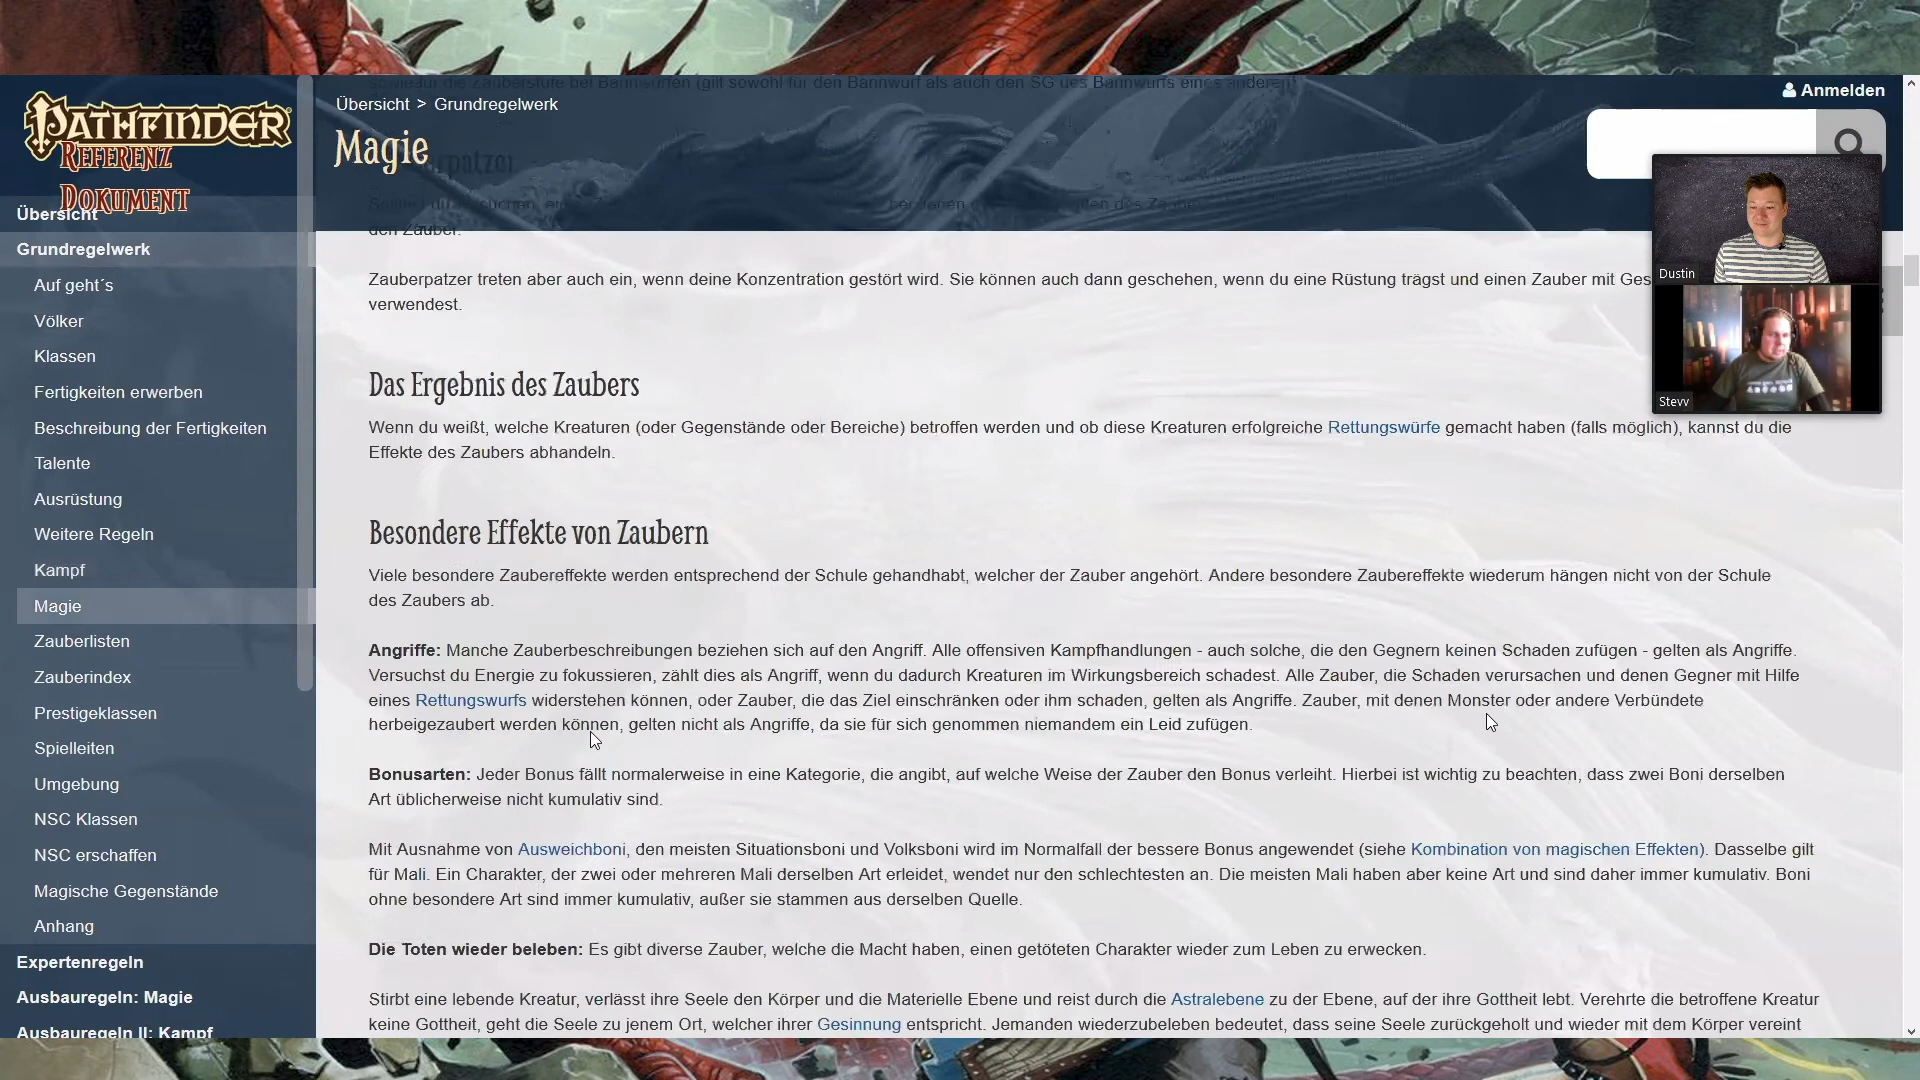 sowieauf die Zauberstufe bei Bannwürfen (gilt sowohl für den Bannwurf als auch den SG des Bannwurfs eines anderen)
Übersicht > Grundregelwerk
Anmelden
PATHFINDER
REFERENZ
DOKUMENT
Magie
den Zauber.
Übersicht
Grundregelwerk
Auf geht´s
Völker
Klassen
Fertigkeiten erwerben
Beschreibung der Fertigkeiten
Talente
Ausrüstung
Weitere Regeln
Kampf
Magie
Zauberlisten
Zauberindex
Prestigeklassen
Spielleiten
Umgebung
NSC Klassen
NSC erschaffen
Magische Gegenstände
Anhang
Expertenregeln
Ausbauregeln: Magie
Ausbauregeln II: Kampf
Zauberpatzer treten aber auch ein, wenn deine Konzentration gestört wird. Sie können auch dann geschehen, wenn du eine Rüstung trägst und einen Zauber mit Ges
verwendest.
Das Ergebnis des Zaubers
Wenn du weißt, welche Kreaturen (oder Gegenstände oder Bereiche) betroffen werden und ob diese Kreaturen erfolgreiche Rettungswürfe gemacht haben (falls möglich), kannst du die
Effekte des Zaubers abhandeln.
Besondere Effekte von Zaubern
Viele besondere Zaubereffekte werden entsprechend der Schule gehandhabt, welcher der Zauber angehört. Andere besondere Zaubereffekte wiederum hängen nicht von der Schule
des Zaubers ab.
Angriffe: Manche Zauberbeschreibungen beziehen sich auf den Angriff. Alle offensiven Kampfhandlungen - auch solche, die den Gegnern keinen Schaden zufügen - gelten als Angriffe.
Versuchst du Energie zu fokussieren, zählt dies als Angriff, wenn du dadurch Kreaturen im Wirkungsbereich schadest. Alle Zauber, die Schaden verursachen und denen Gegner mit Hilfe
eines Rettungswurfs widerstehen können, oder Zauber, die das Ziel einschränken oder ihm schaden, gelten als Angriffe. Zauber, mit denen Monster oder andere Verbündete
herbeigezaubert werden können, gelten nicht als Angriffe, da sie für sich genommen niemandem ein Leid zufügen.
Bonusarten: Jeder Bonus fällt normalerweise in eine Kategorie, die angibt, auf welche Weise der Zauber den Bonus verleiht. Hierbei ist wichtig zu beachten, dass zwei Boni derselben
Art üblicherweise nicht kumulativ sind.
Mit Ausnahme von Ausweichboni, den meisten Situationsboni und Volksboni wird im Normalfall der bessere Bonus angewendet (siehe Kombination von magischen Effekten). Dasselbe gilt
für Mali. Ein Charakter, der zwei oder mehreren Mali derselben Art erleidet, wendet nur den schlechtesten an. Die meisten Mali haben aber keine Art und sind daher immer kumulativ. Boni
ohne besondere Art sind immer kumulativ, außer sie stammen aus derselben Quelle.
Die Toten wieder beleben: Es gibt diverse Zauber, welche die Macht haben, einen getöteten Charakter wieder zum Leben zu erwecken.
Stirbt eine lebende Kreatur, verlässt ihre Seele den Körper und die Materielle Ebene und reist durch die Astralebene zu der Ebene, auf der ihre Gottheit lebt. Verehrte die betroffene Kreatur
keine Gottheit, geht die Seele zu jenem Ort, welcher ihrer Gesinnung entspricht. Jemanden wiederzubeleben bedeutet, dass seine Seele zurückgeholt und wieder mit dem Körper vereint
Dustin
Stevv